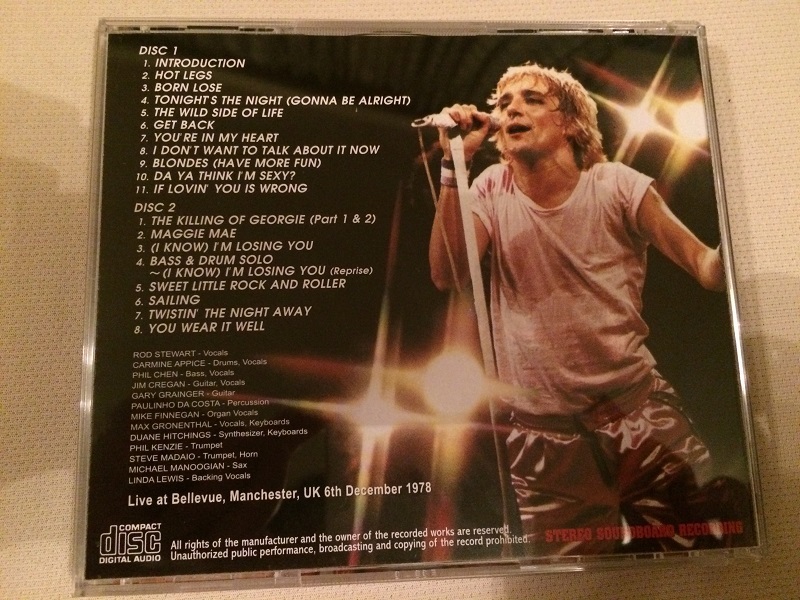 DISC 1
1. INTRODUCTION
2. HOT LEGS
3. BORN LOSE
4. TONIGHT'S THE NIGHT (GONNA BE ALRIGHT)
5. THE WILD SIDE OF LIFE
6. GET BACK
7. YOU'RE IN MY HEART
8. I DON'T WANT TO TALK ABOUT IT NOW
9. BLONDES (HAVE MORE FUN)
10. DA YA THINK I'M SEXY?
11. IF LOVIN' YOU IS WRONG
DISC 2
1. THE KILLING OF GEORGIE (Part 1 & 2)
2. MAGGIE MAE
3. (I KNOW) I'M LOSING YOU
4. BASS & DRUM SOLO
~ (I KNOW) I'M LOSING YOU (Reprise)
5. SWEET LITTLE ROCK AND ROLLER
6. SAILING
7. TWISTIN' THE NIGHT AWAY
8. YOU WEAR IT WELL
ROD STEWART - Vocals
CARMINE APPICE - Drums, Vocals
PHIL CHEN - Bass, Vocals
JIM CREGAN - Guitar, Vocals
GARY GRAINGER - Guitar
PAULINHO DA COSTA - Percussion
MIKE FINNEGAN - Organ Vocals
MAX GRONENTHAL - Vocals, Keyboards
DUANE HITCHINGS - Synthesizer, Keyboards
PHIL KENZIE - Trumpet
STEVE MADAIO - Trumpet, Horn
MICHAEL MANOOGIAN - Sax
LINDA LEWIS - Backing Vocals
Live at Bellevue, Manchester, UK 6th December 1978
COMPACT
disc
DIGITAL AUDIO
All rights of the manufacturer and the owner of the recorded works are reserved.
Unauthorized public performance, broadcasting and copying of the record prohibited.
STEREO SOUNDBOARD RECORDING